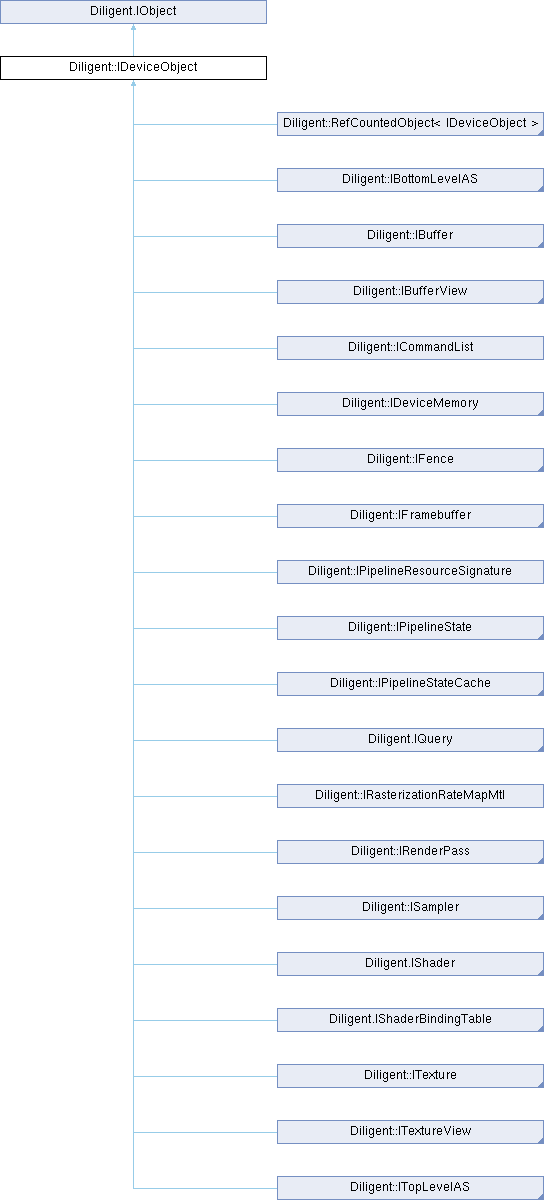 Diligent.IObject
Diligent::IDeviceObject
Diligent::RefCountedObject< IDeviceObject >
Diligent::IBottomLevelAS
Diligent::IBuffer
Diligent::IBufferView
Diligent::ICommandList
Diligent::IDeviceMemory
Diligent::IFence
Diligent::IFramebuffer
Diligent::IPipelineResourceSignature
Diligent::IPipelineState
Diligent::IPipelineStateCache
Diligent.IQuery
Diligent::IRasterizationRateMapMtl
Diligent::IRenderPass
Diligent::ISampler
Diligent.IShader
Diligent.IShaderBindingTable
Diligent::ITexture
Diligent::ITextureView
Diligent::ITopLevelAS